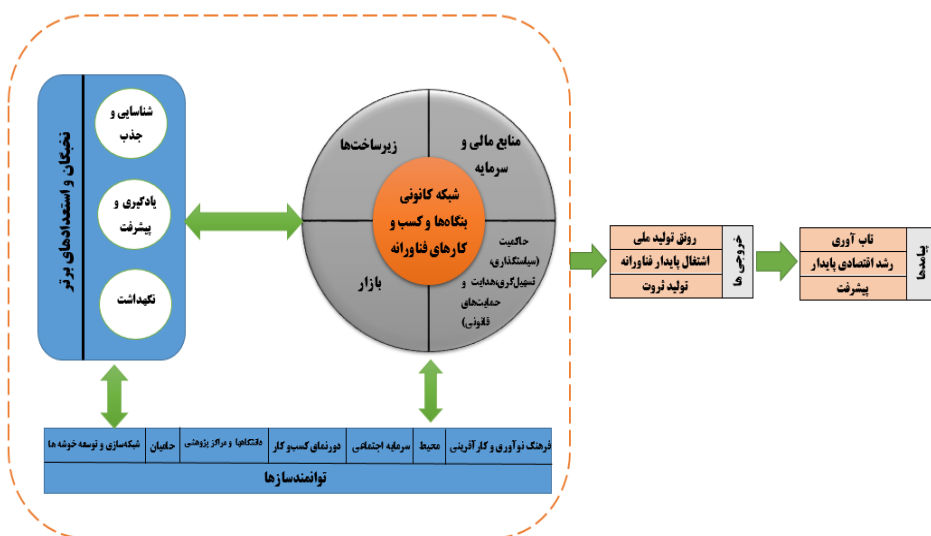 نخبگان و استعدادهای برتر
شناسایی و
جذب
یادگیری و
پیشرفت
نگهداشت
زیرساخت‌ها
منابع مالی و
سرمایه
شبکه کانونی
بنگاه‌ها و کسب و
کارهای فناورانه
بازار
حاکمیت
(سیاستگذاری،
تسهیل‌گری،هدایت و
حمایت‌های
قانونی)
رونق تولید ملی
اشتغال پایدار فناورانه
تولید ثروت
خروجی ها
تاب آوری
رشد اقتصادی پایدار
پیشرفت
پیامدها
فرهنگ نوآوری و کارآفرینی
محیط
سرمایه اجتماعی
دورنمای کسب‌و کار
دانشگاهها و مراکز پژوهشی
حامیان
شبکه‌سازی و توسعه خوشه ها
توانمندسازها